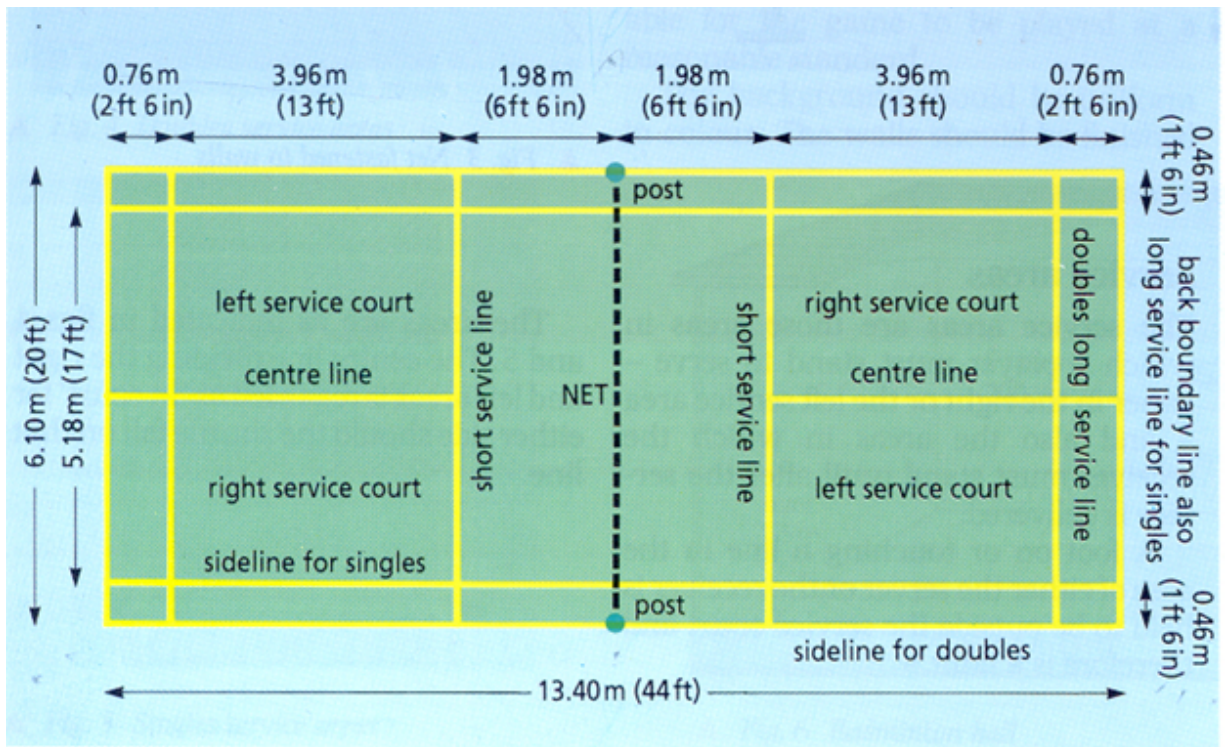 0.76 m
(2 ft 6 in)
3.96 m
(13 ft)
1.98 m
(6 ft 6 in)
1.98 m
(6 ft 6 in)
3.96 m
(13 ft)
0.76 m
(2 ft 6 in)
0.46 m
(1 ft 6 in)
post
left service court
centre line
right service court
sideline for singles
short service line
NET
short service line
right service court
centre line
left service court
doubles long service line
back boundary line also
long service line for singles
6.10 m (20 ft)
5.18 m (17 ft)
post
0.46 m
(1 ft 6 in)
sideline for doubles
13.40 m (44 ft)